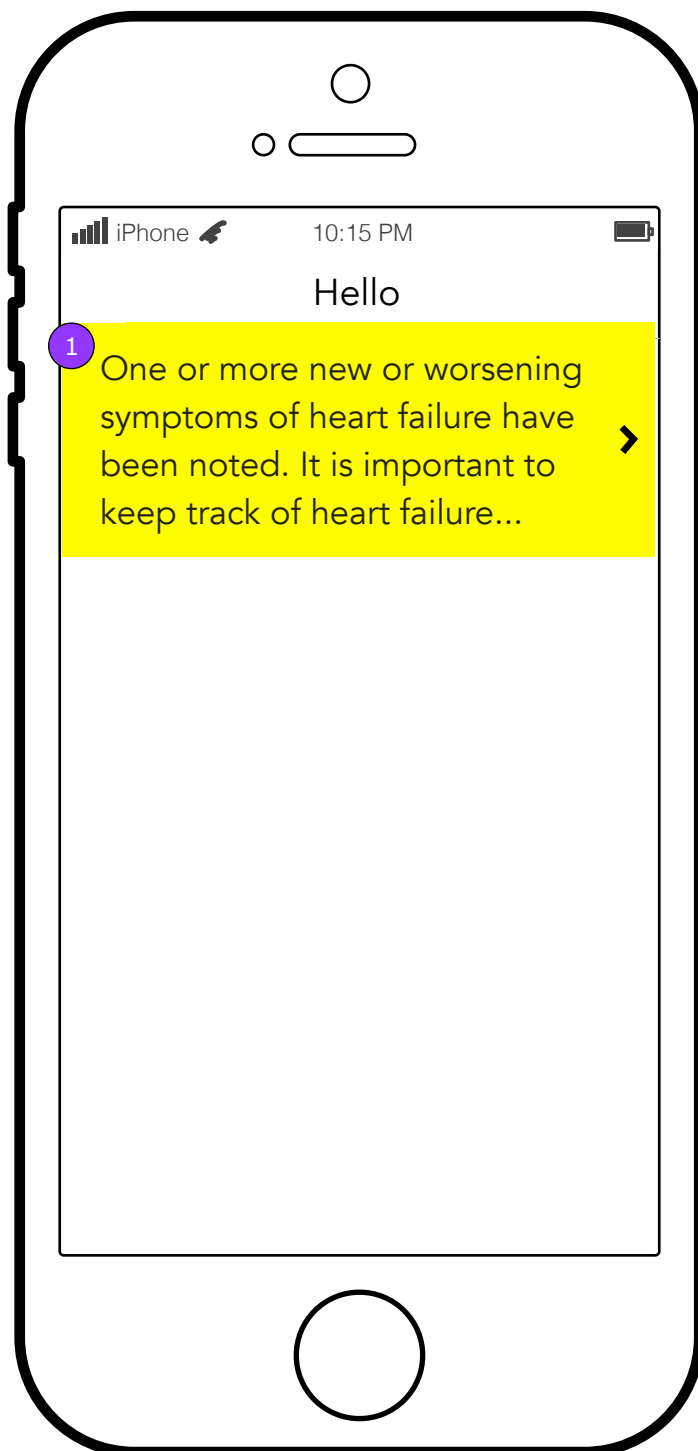 iPhone 10:15 PM
Hello
1
One or more new or worsening
symptoms of heart failure have
been noted. It is important to
keep track of heart failure...